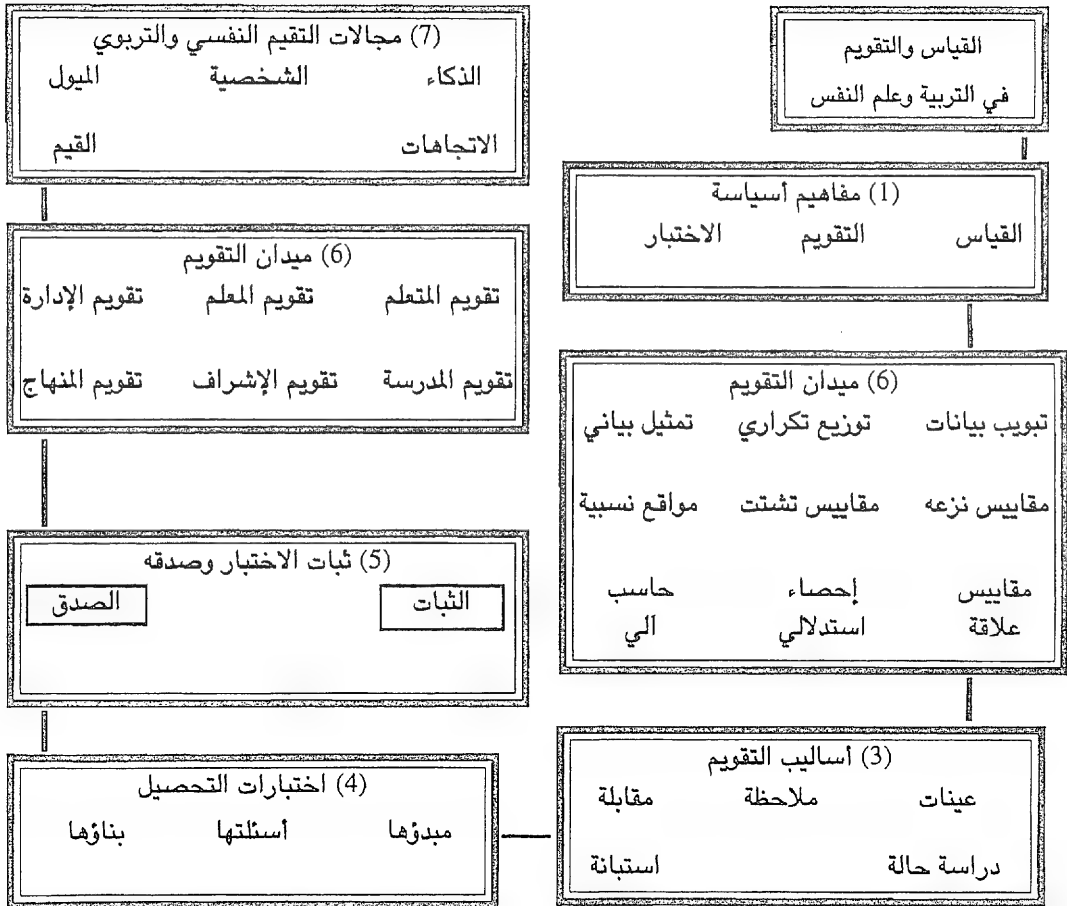 القياس والتقويم
في التربية وعلم النفس
(1) مفاهيم أسياسة
القياس التقويم الاختبار
(6) ميدان التقويم
تبويب بيانات توزيع تكراري تمثيل بياني
مقاييس نزعه مقاييس تشتت مواقع نسبية
مقاييس إحصاء حاسب
علاقة استدلالي آلي
(3) أساليب التقويم
عينات ملاحظة مقابلة
دراسة حالة استبانة
(4) اختبارات التحصيل
مبدؤها أسئلتها بناؤها
(5) ثبات الاختبار وصدقه
الثبات الصدق
(6) ميدان التقويم
تقويم المتعلم تقويم المعلم تقويم الإدارة
تقويم المدرسة تقويم الإشراف تقويم المنهاج
(7) مجالات التقيم النفسي والتربوي
الذكاء الشخصية الميول
الاتجاهات القيم